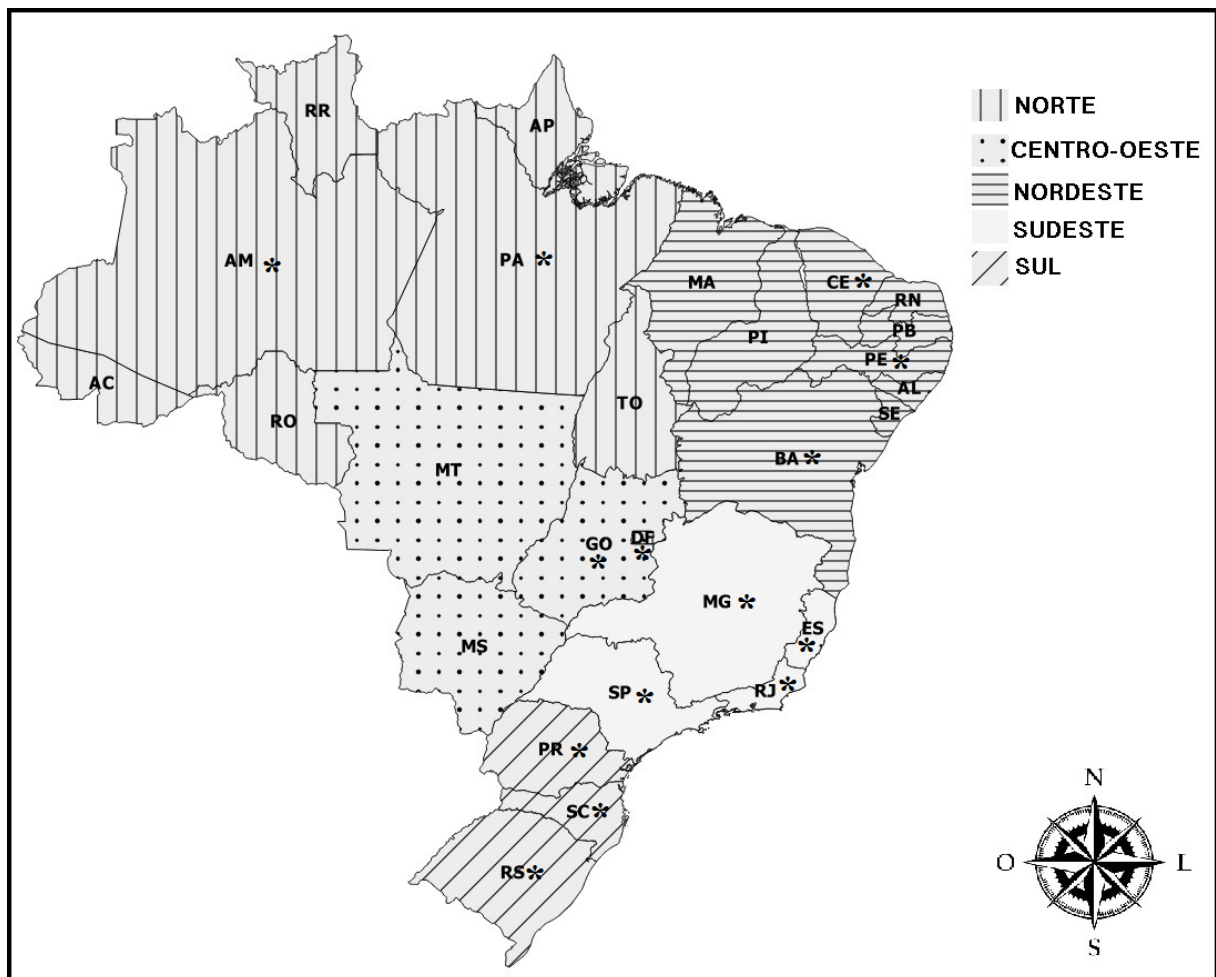 RR
AP
NORTE
CENTRO-OESTE
NORDESTE
SUDESTE
SUL
AM *
PA *
MA
CE *
RN
PI
PB
PE *
AC
RO
TO
AL
SE
MT
BA *
GO *
DF *
MG *
MS
ES *
SP *
RJ *
PR *
SC *
RS *
N
O
L
S